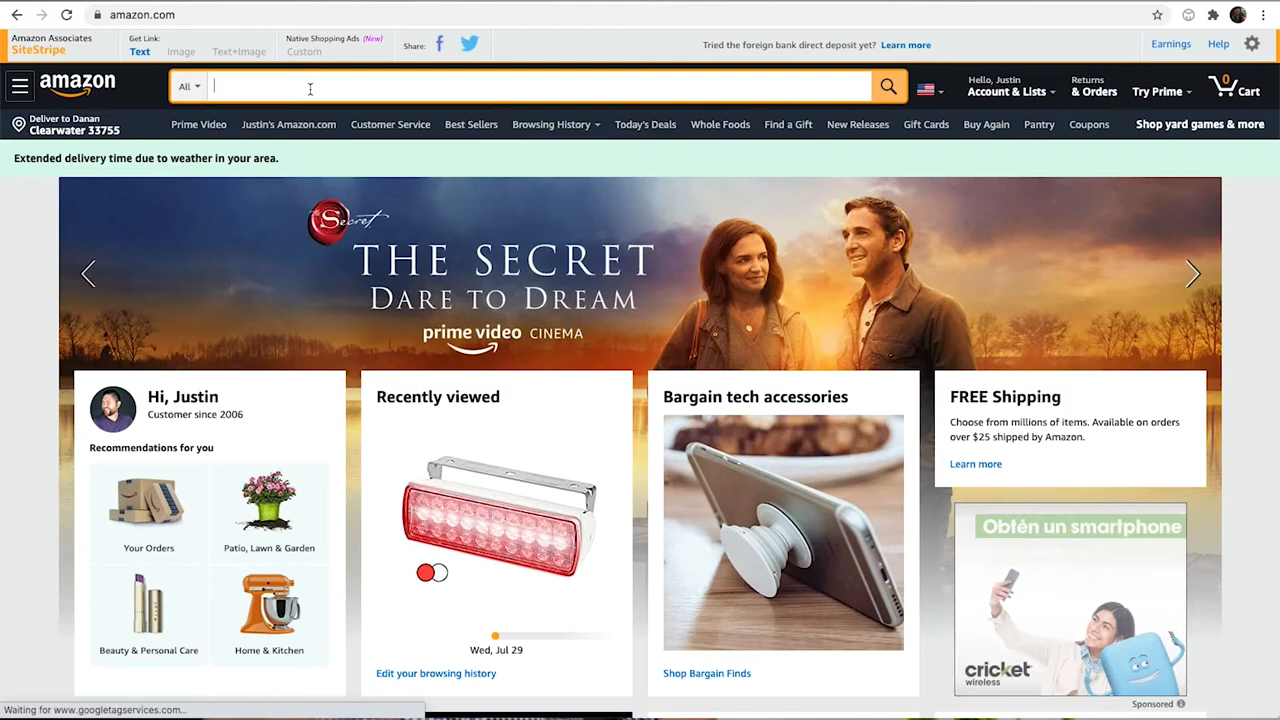 amazon.com
Amazon Associates
SiteStripe
Get Link:
Text Image Text+Image
Native Shopping Ads (New)
Custom
Share:
Tried the foreign bank direct deposit yet? Learn more
Earnings Help
amazon
All
Hello, Justin
Account & Lists
Returns
& Orders
Try Prime
0
Cart
Deliver to Danan
Clearwater 33755
Prime Video Justin's Amazon.com Customer Service Best Sellers Browsing History Today's Deals Whole Foods Find a Gift New Releases Gift Cards Buy Again Pantry Coupons
Shop yard games & more
Extended delivery time due to weather in your area.
The Secret
THE SECRET
DARE TO DREAM
prime video CINEMA
Hi, Justin
Customer since 2006
Recommendations for you
Your Orders
Patio, Lawn & Garden
Beauty & Personal Care
Home & Kitchen
Recently viewed
Wed, Jul 29
Edit your browsing history
Bargain tech accessories
Shop Bargain Finds
FREE Shipping
Choose from millions of items. Available on orders
over $25 shipped by Amazon.
Learn more
Obtén un smartphone
cricket
wireless
Sponsored
Waiting for www.googletagservices.com...